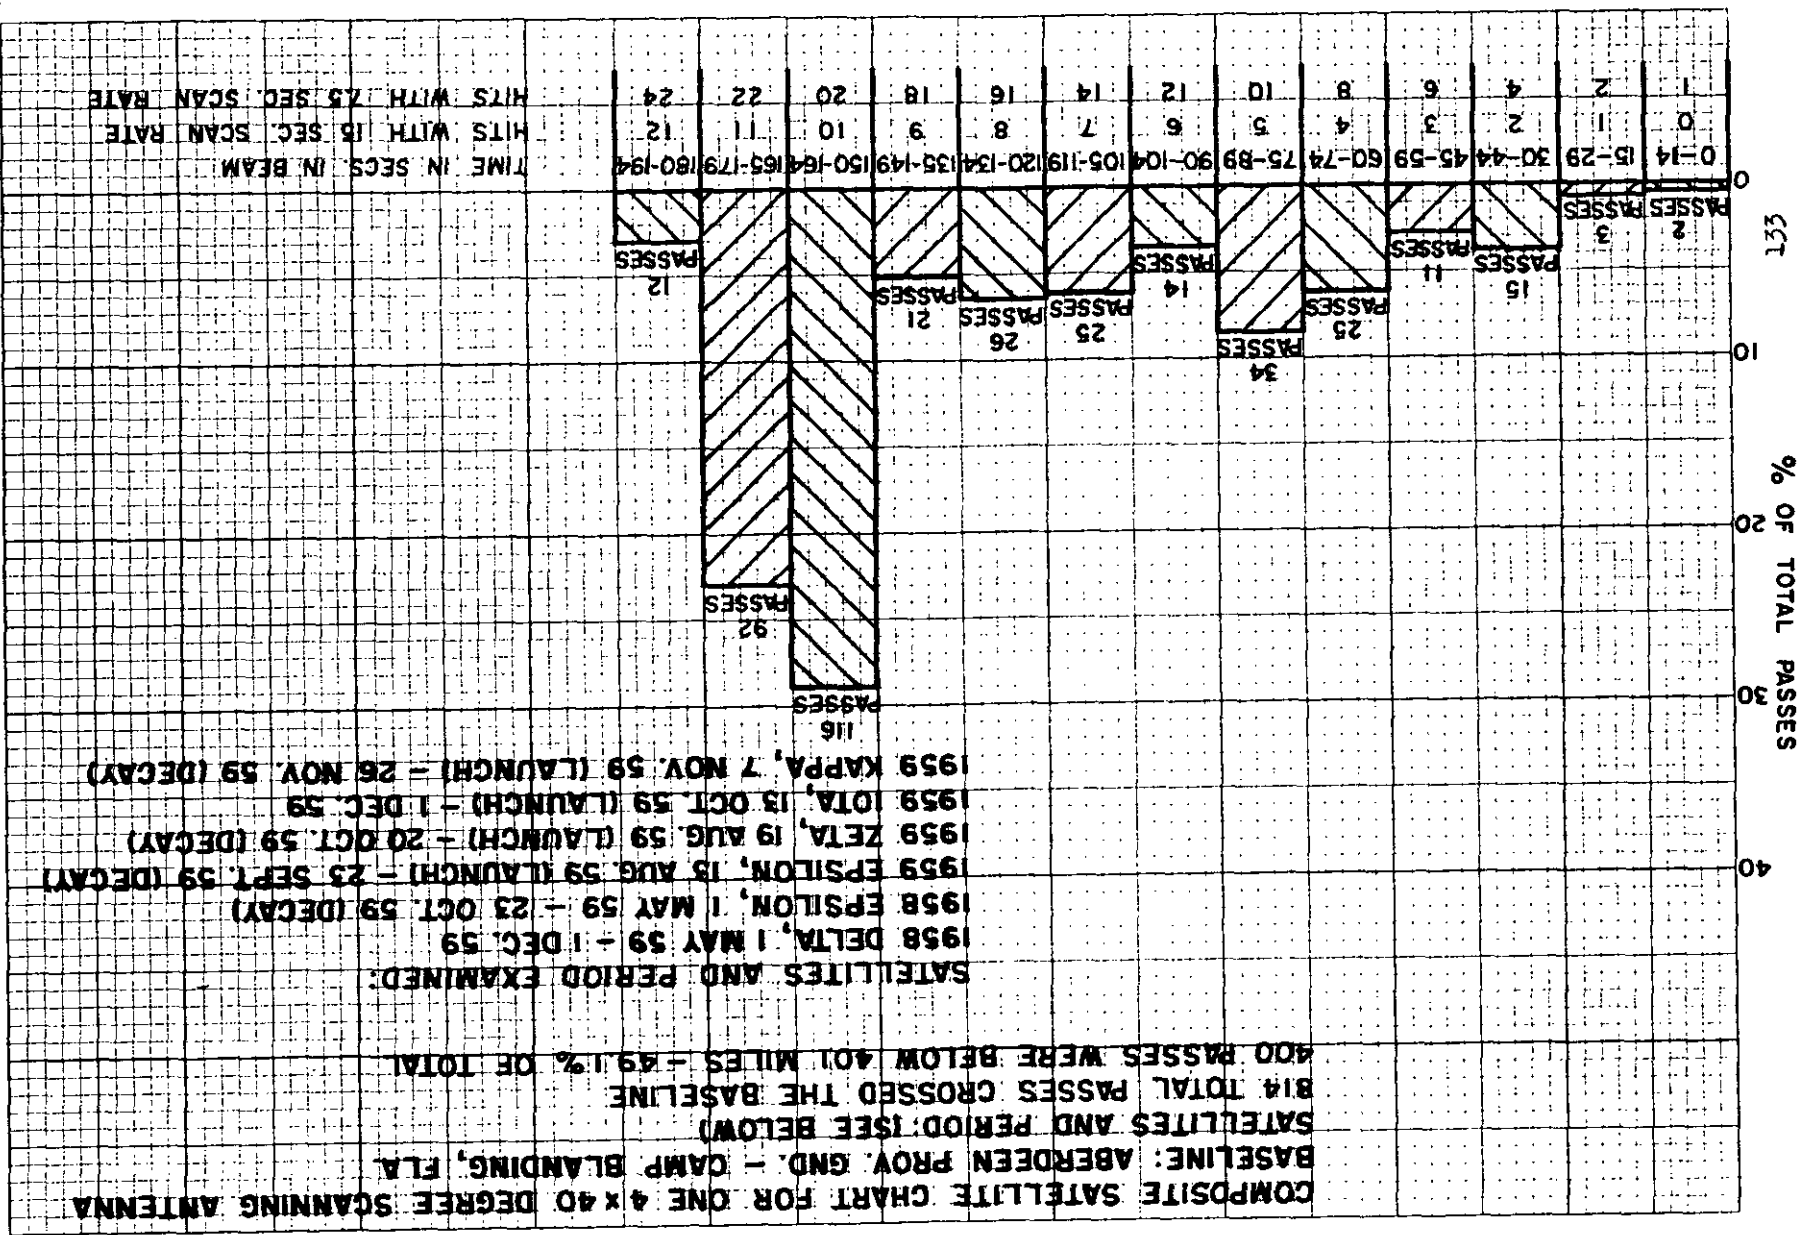 COMPOSITE SATELLITE CHART FOR ONE 4 x 40 DEGREE SCANNING ANTENNA
BASELINE: ABERDEEN PROV. GND. – CAMP BLANDING, FLA.
SATELLITES AND PERIOD: (SEE BELOW)
814 TOTAL PASSES CROSSED THE BASELINE
400 PASSES WERE BELOW 401 MILES – 49.1 % OF TOTAL
SATELLITES AND PERIOD EXAMINED:
1958 DELTA, 1 MAY 59 – 1 DEC. 59
1958 EPSILON, 1 MAY 59 – 23 OCT. 59 (DECAY)
1959 EPSILON, 13 AUG. 59 (LAUNCH) – 23 SEPT. 59 (DECAY)
1959 ZETA, 19 AUG. 59 (LAUNCH) – 20 OCT. 59 (DECAY)
1959 IOTA, 13 OCT. 59 (LAUNCH) – 1 DEC. 59
1959 KAPPA, 7 NOV. 59 (LAUNCH) – 26 NOV. 59 (DECAY)
% OF TOTAL PASSES
40
30
20
10
0
2
PASSES
3
PASSES
15
PASSES
11
PASSES
25
PASSES
34
PASSES
14
PASSES
25
PASSES
26
PASSES
21
PASSES
116
PASSES
92
PASSES
12
PASSES
0-14 15-29 30-44 45-59 60-74 75-89 90-104 105-119 120-134 135-149 150-164 165-179 180-194 TIME IN SECS. IN BEAM
0 1 2 3 4 5 6 7 8 9 10 11 12 HITS WITH 15 SEC. SCAN RATE
1 2 4 6 8 10 12 14 16 18 20 22 24 HITS WITH 7.5 SEC. SCAN RATE